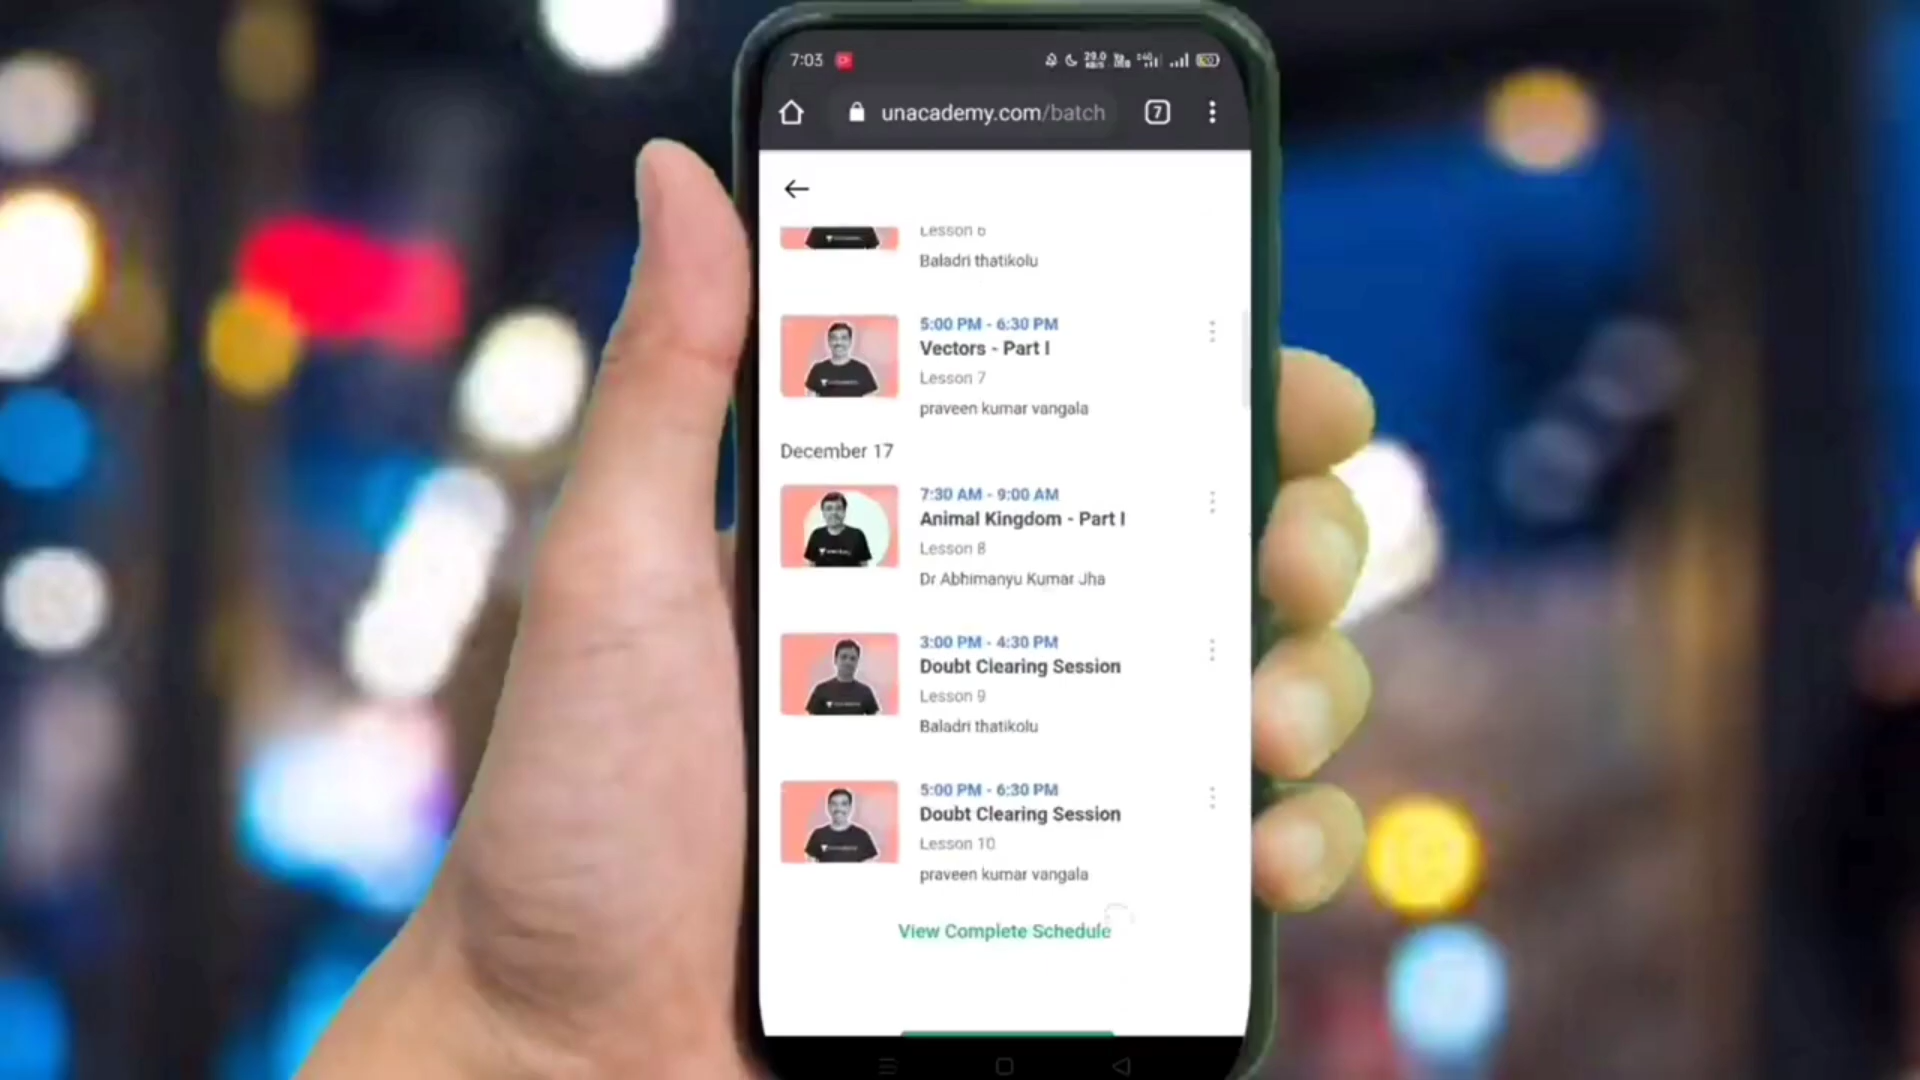 7:03
29.0
KB/S
unacademy.com/batch
7
Lesson 6
Baladri thatikolu
5:00 PM - 6:30 PM
Vectors - Part I
Lesson 7
praveen kumar vangala
December 17
7:30 AM - 9:00 AM
Animal Kingdom - Part I
Lesson 8
Dr Abhimanyu Kumar Jha
3:00 PM - 4:30 PM
Doubt Clearing Session
Lesson 9
Baladri thatikolu
5:00 PM - 6:30 PM
Doubt Clearing Session
Lesson 10
praveen kumar vangala
View Complete Schedule